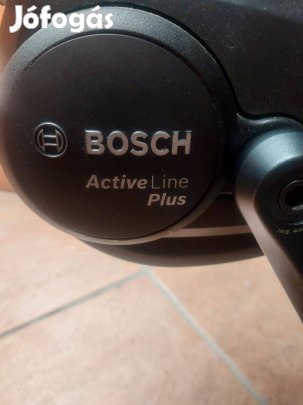 Jófogás
BOSCH
Active Line
Plus